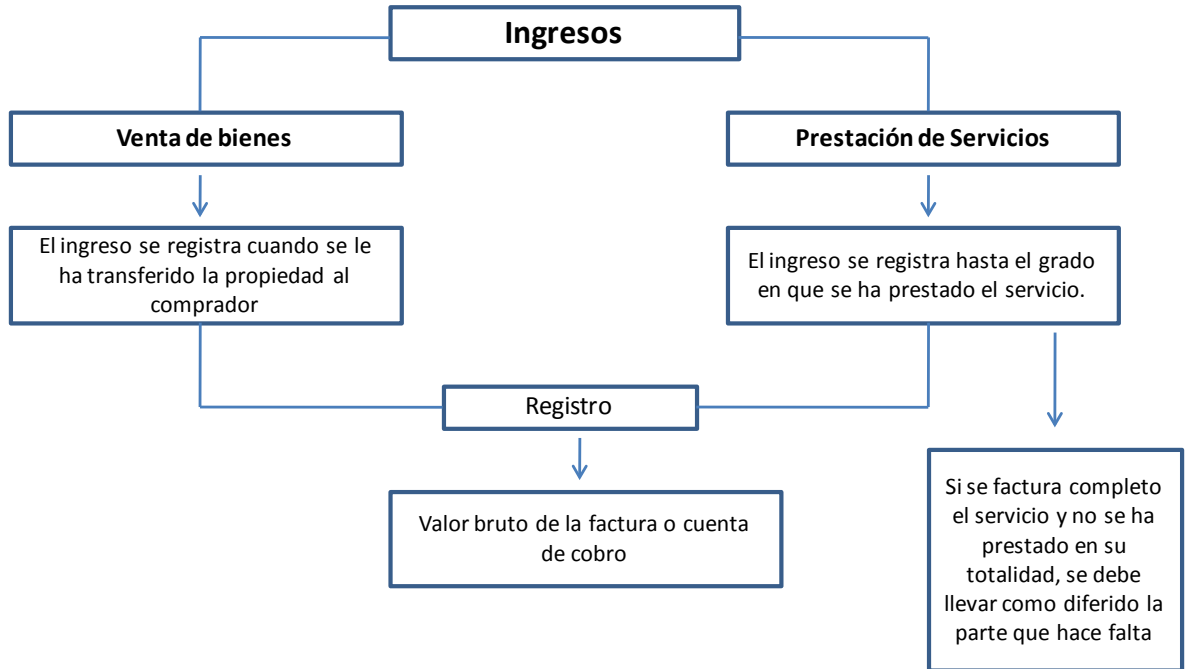 Ingresos
Venta de bienes
Prestación de Servicios
El ingreso se registra cuando se le
ha transferido la propiedad al
comprador
El ingreso se registra hasta el grado
en que se ha prestado el servicio.
Registro
Valor bruto de la factura o cuenta
de cobro
Si se factura completo
el servicio y no se ha
prestado en su
totalidad, se debe
llevar como diferido la
parte que hace falta